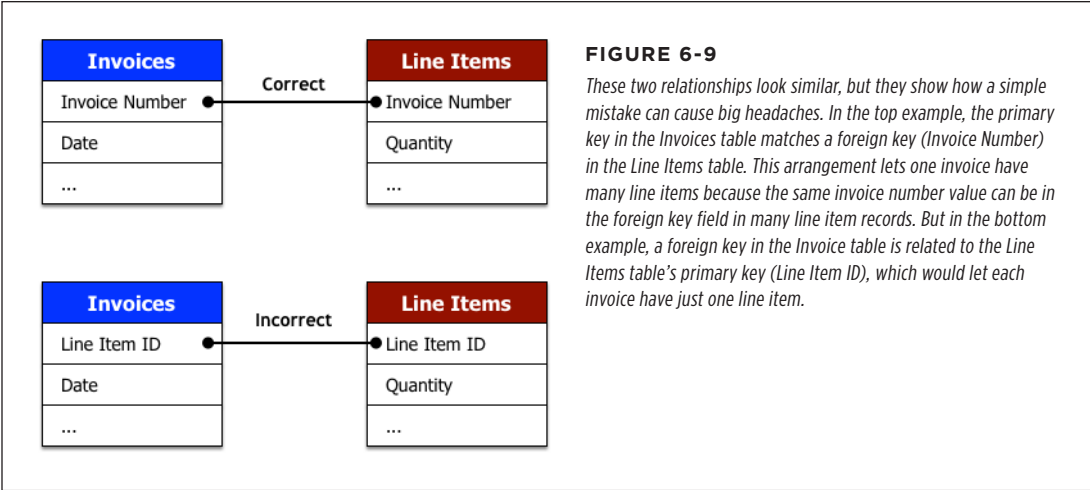 Invoices
Invoice Number
Date
...
Correct
Line Items
Invoice Number
Quantity
...
Invoices
Line Item ID
Date
...
Incorrect
Line Items
Line Item ID
Quantity
...
FIGURE 6-9
These two relationships look similar, but they show how a simple
mistake can cause big headaches. In the top example, the primary
key in the Invoices table matches a foreign key (Invoice Number)
in the Line Items table. This arrangement lets one invoice have
many line items because the same invoice number value can be in
the foreign key field in many line item records. But in the bottom
example, a foreign key in the Invoice table is related to the Line
Items table's primary key (Line Item ID), which would let each
invoice have just one line item.